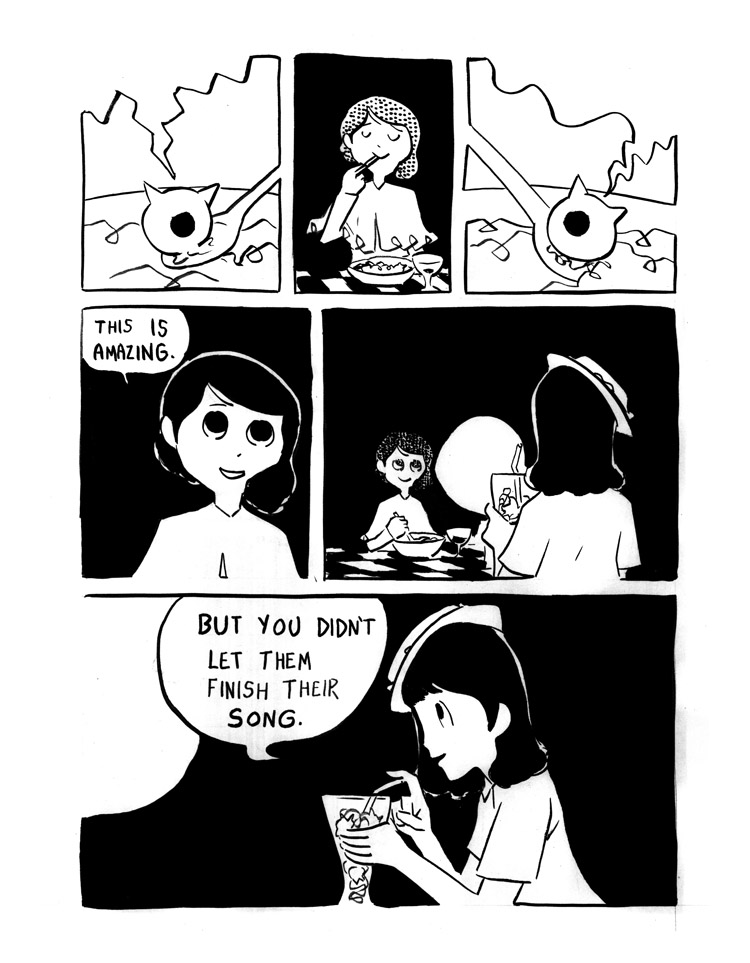 THIS IS
AMAZING.
BUT YOU DIDN'T
LET THEM
FINISH THEIR
SONG.